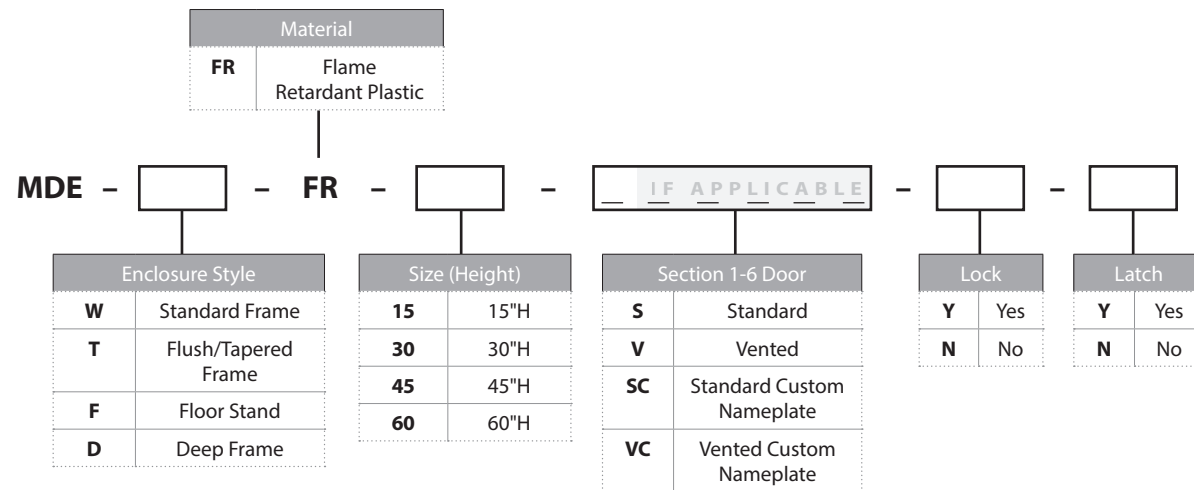 Material
FR Flame
Retardant Plastic
MDE – – FR – – _ IF APPLICABLE – –
Enclosure Style
W Standard Frame
T Flush/Tapered
Frame
F Floor Stand
D Deep Frame
Size (Height)
15 15"H
30 30"H
45 45"H
60 60"H
Section 1-6 Door
S Standard
V Vented
SC Standard Custom
Nameplate
VC Vented Custom
Nameplate
Lock
Y Yes
N No
Latch
Y Yes
N No